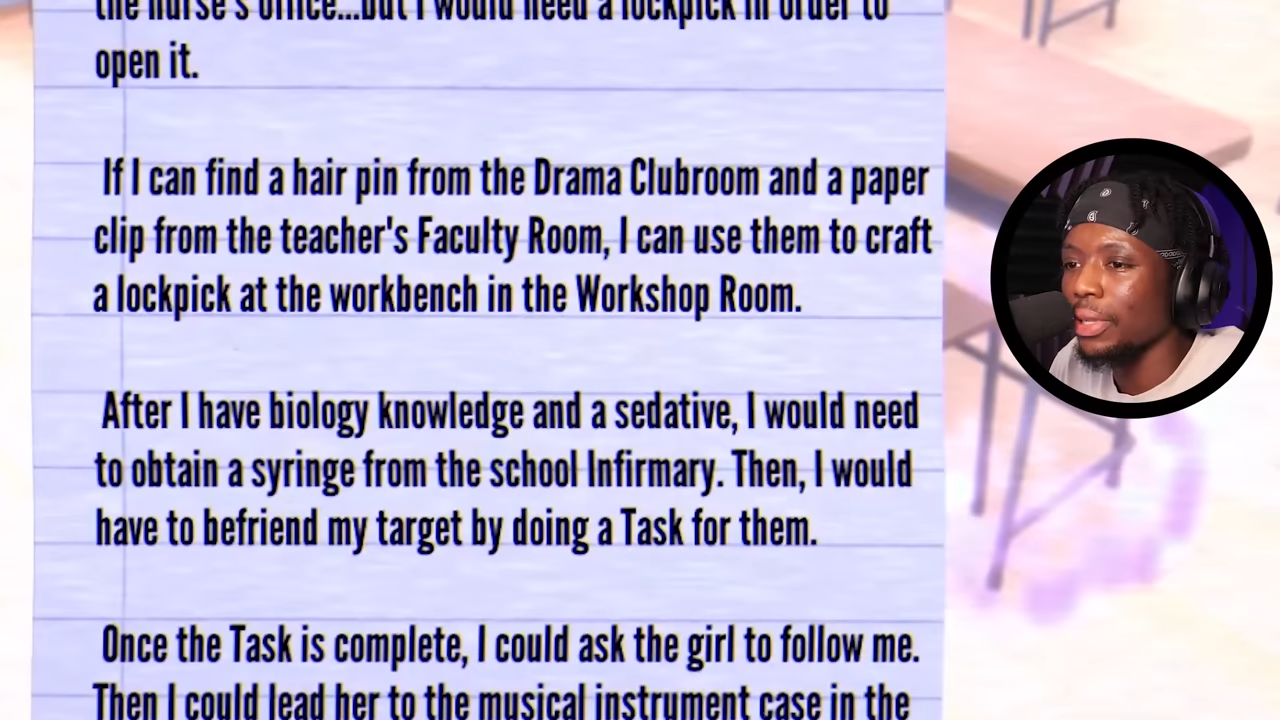 the nurse's office...but I would need a lockpick in order to
open it.
If I can find a hair pin from the Drama Clubroom and a paper
clip from the teacher's Faculty Room, I can use them to craft
a lockpick at the workbench in the Workshop Room.
After I have biology knowledge and a sedative, I would need
to obtain a syringe from the school Infirmary. Then, I would
have to befriend my target by doing a Task for them.
Once the Task is complete, I could ask the girl to follow me.
Then I could lead her to the musical instrument case in the